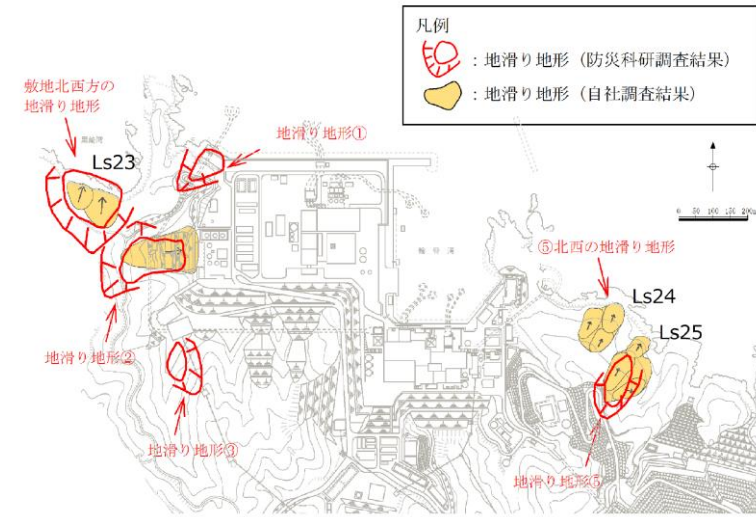 凡例
：地滑り地形（防災科研調査結果）
：地滑り地形（自社調査結果）
敷地北西方の
地滑り地形
Ls23
地滑り地形①
地滑り地形②
地滑り地形③
⑤北西の地滑り地形
Ls24
Ls25
地滑り地形⑤
0 50 100 150 200m